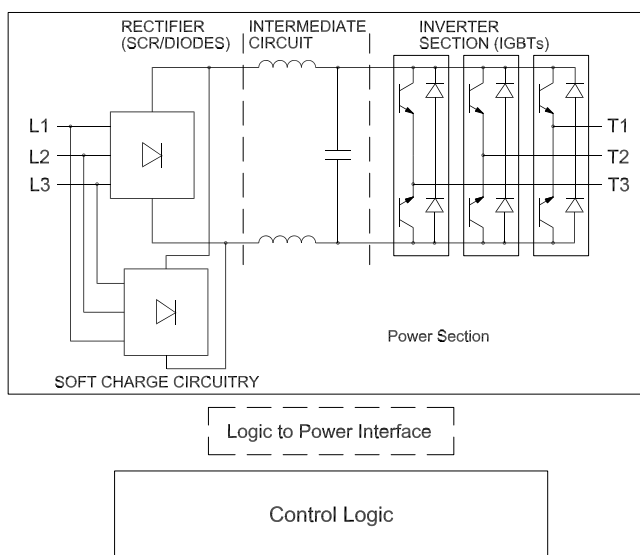 RECTIFIER
(SCR/DIODES)
INTERMEDIATE
CIRCUIT
INVERTER
SECTION (IGBTs)
L1
L2
L3
T1
T2
T3
Power Section
SOFT CHARGE CIRCUITRY
Logic to Power Interface
Control Logic